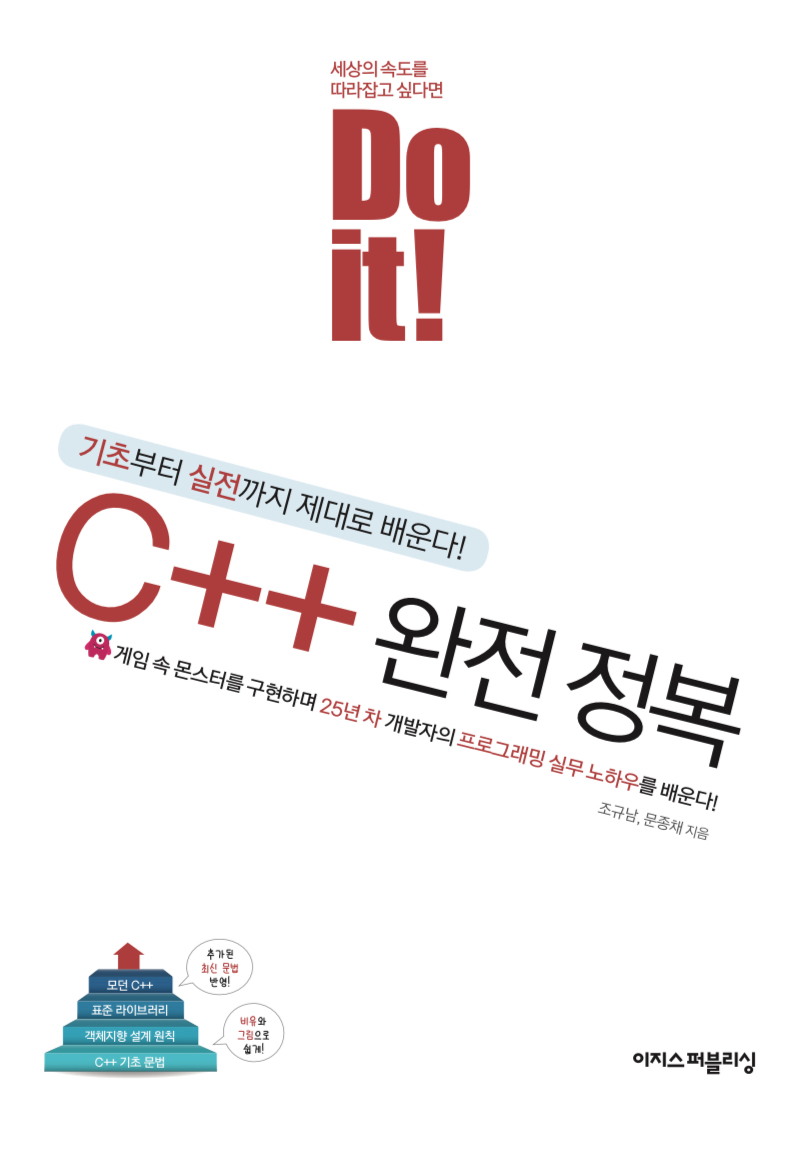 세상의 속도를
따라잡고 싶다면
Do
it!
기초부터 실전까지 제대로 배운다!
C++ 완전 정복
게임 속 몬스터를 구현하며 25년 차 개발자의 프로그래밍 실무 노하우를 배운다!
조규남, 문종채 지음
추가된
최신 문법
반영!
모던 C++
표준 라이브러리
비유와
그림으로
쉽게!
객체지향 설계 원칙
C++ 기초 문법
이지스 퍼블리싱